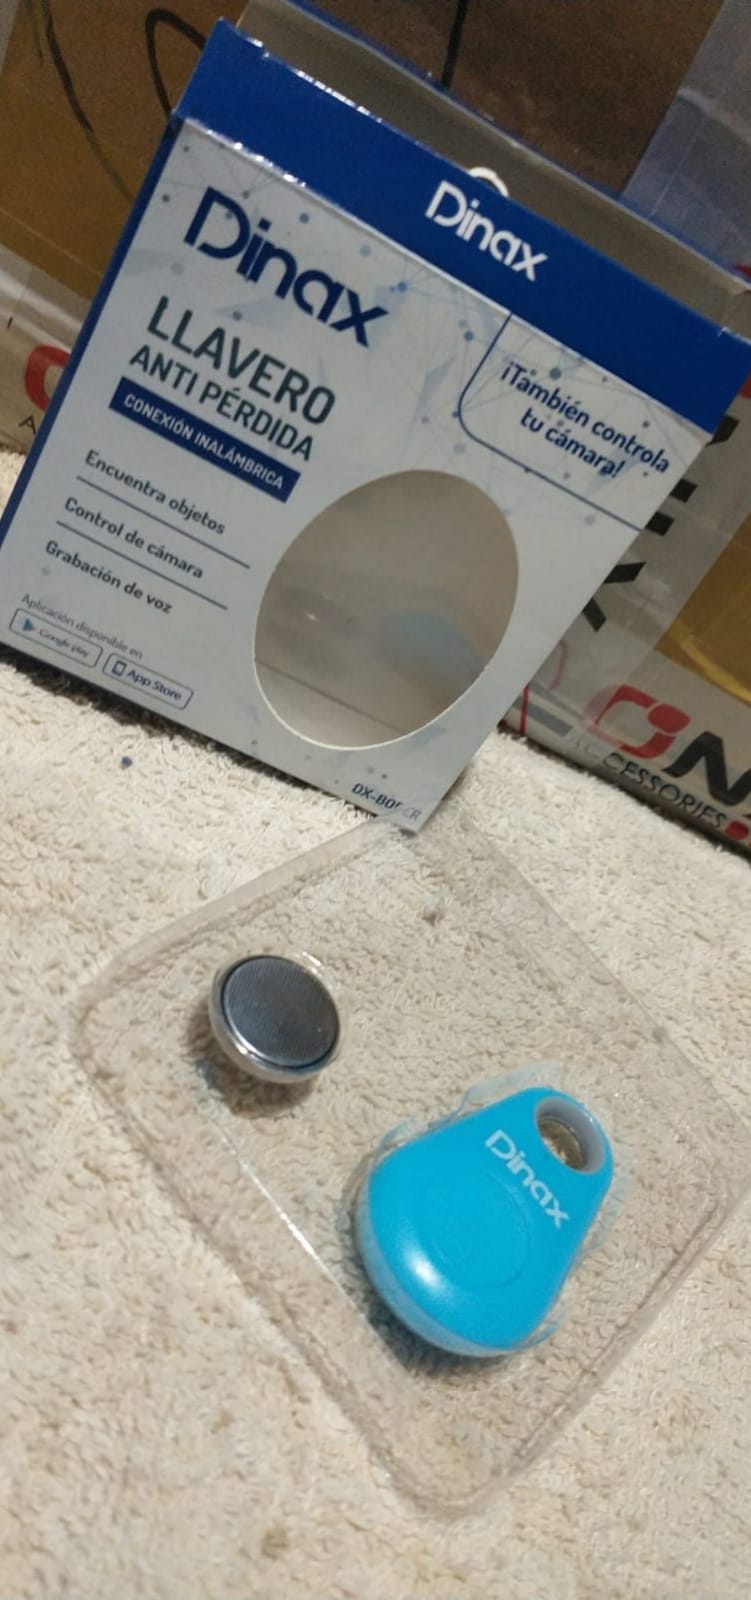 Dinax
Dinax
¡También controla
tu cámara!
LLAVERO
ANTI PÉRDIDA
CONEXIÓN INALÁMBRICA
Encuentra objetos
Control de cámara
Grabación de voz
Aplicación disponible en
Google play
App Store
ACCESSORIES
Dinax